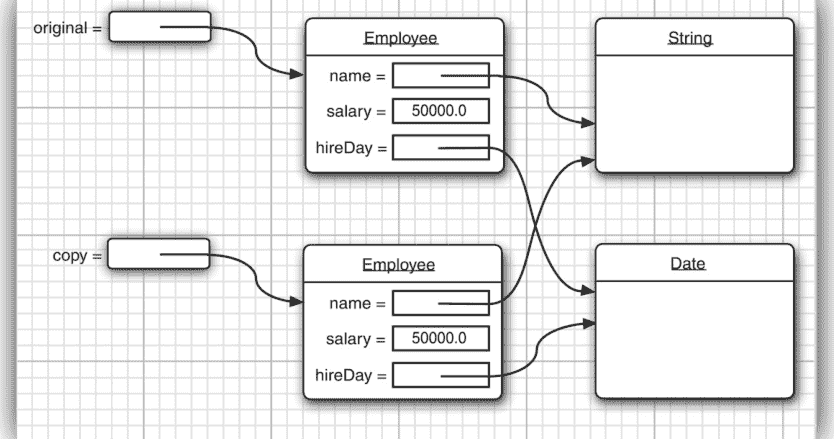 original =
Employee
name =
salary = 50000.0
hireDay =
String
copy =
Employee
name =
salary = 50000.0
hireDay =
Date